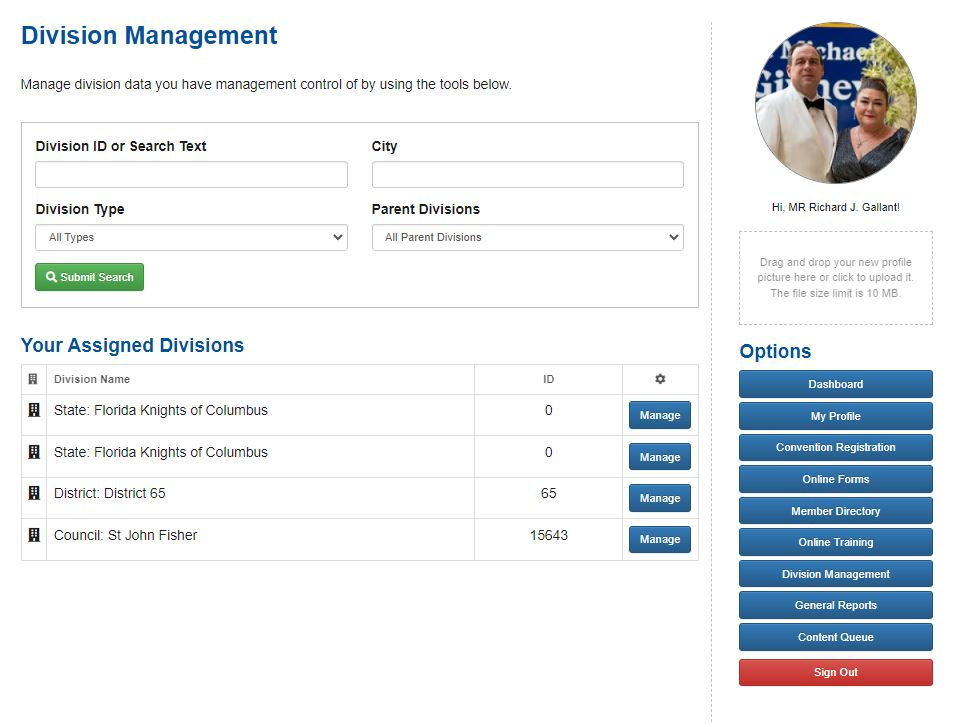 Division Management
Manage division data you have management control of by using the tools below.
Division ID or Search Text
City
Division Type
Parent Divisions
All Types
All Parent Divisions
Submit Search
Your Assigned Divisions
Division Name ID
State: Florida Knights of Columbus 0 Manage
State: Florida Knights of Columbus 0 Manage
District: District 65 65 Manage
Council: St John Fisher 15643 Manage
Michael
Hi, MR Richard J. Gallant!
Drag and drop your new profile
picture here or click to upload it.
The file size limit is 10 MB.
Options
Dashboard
My Profile
Convention Registration
Online Forms
Member Directory
Online Training
Division Management
General Reports
Content Queue
Sign Out